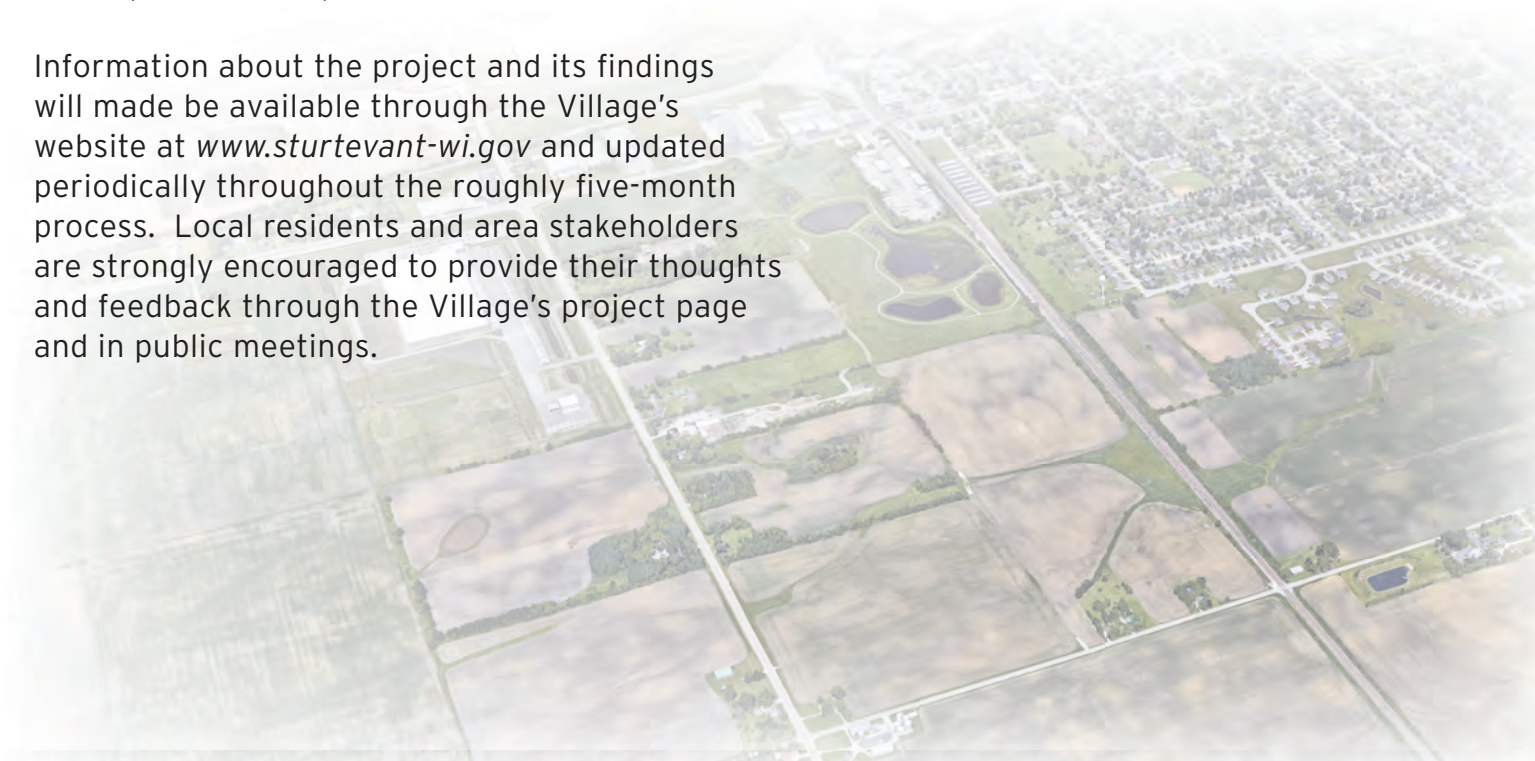 Information about the project and its findings
will made be available through the Village's
website at www.sturtevant-wi.gov and updated
periodically throughout the roughly five-month
process.  Local residents and area stakeholders
are strongly encouraged to provide their thoughts
and feedback through the Village's project page
and in public meetings.